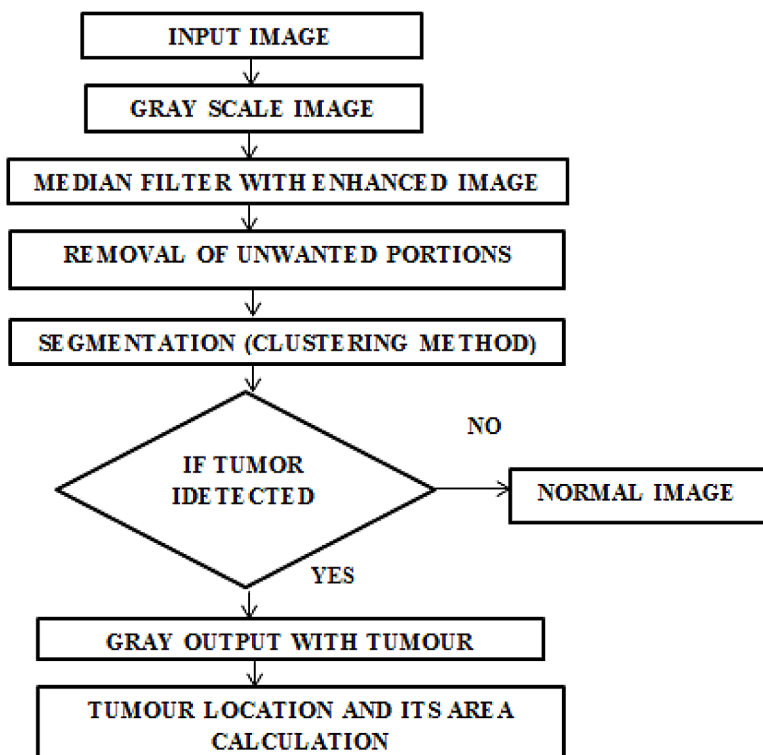 INPUT IMAGE
GRAY SCALE IMAGE
MEDIAN FILTER WITH ENHANCED IMAGE
REMOVAL OF UNWANTED PORTIONS
SEGMENTATION (CLUSTERING METHOD)
IF TUMOR
IDETECTED
NO
NORMAL IMAGE
YES
GRAY OUTPUT WITH TUMOUR
TUMOUR LOCATION AND ITS AREA
CALCULATION